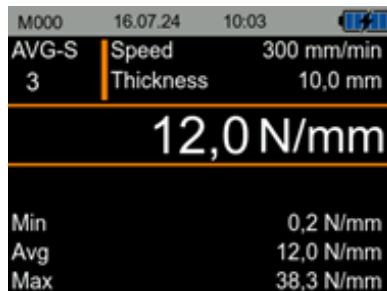 M000 16.07.24 10:03
AVG-S Speed 300 mm/min
3 Thickness 10,0 mm
12,0 N/mm
Min 0,2 N/mm
Avg 12,0 N/mm
Max 38,3 N/mm